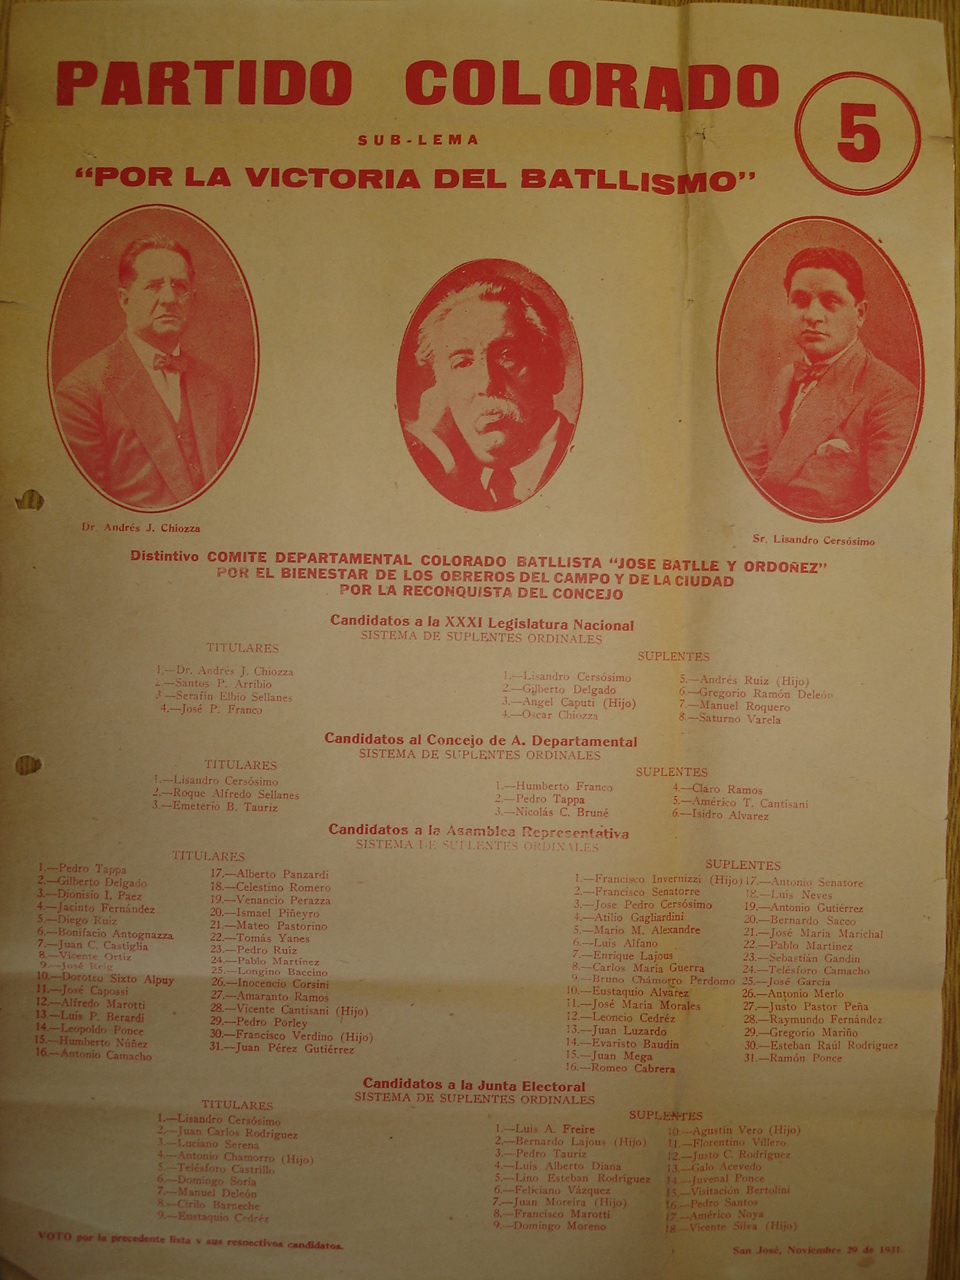 PARTIDO COLORADO
5
SUB-LEMA
"POR LA VICTORIA DEL BATLLISMO"
Dr. Andrés J. Chiozza
Sr. Lisandro Cersósimo
Distintivo COMITE DEPARTAMENTAL COLORADO BATLLISTA "JOSE BATLLE Y ORDOÑEZ"
POR EL BIENESTAR DE LOS OBREROS DEL CAMPO Y DE LA CIUDAD
POR LA RECONQUISTA DEL CONCEJO
Candidatos a la XXXI Legislatura Nacional
SISTEMA DE SUPLENTES ORDINALES
TITULARES
1.—Dr. Andrés J. Chiozza
2.—Santos P. Arribio
3.—Serafín Elbio Sellanes
4.—José P. Franco
SUPLENTES
1.—Lisandro Cersósimo
2.—Gilberto Delgado
3.—Angel Caputi (Hijo)
4.—Oscar Chiozza
5.—Andrés Ruiz (Hijo)
6.—Gregorio Ramón Deleón
7.—Manuel Roquero
8.—Saturno Varela
Candidatos al Concejo de A. Departamental
SISTEMA DE SUPLENTES ORDINALES
TITULARES
1.—Lisandro Cersósimo
2.—Roque Alfredo Sellanes
3.—Emeterio B. Tauriz
SUPLENTES
1.—Humberto Franco
2.—Pedro Tappa
3.—Nicolás C. Bruné
4.—Claro Ramos
5.—Américo T. Cantisani
6.—Isidro Alvarez
Candidatos a la Asamblea Representativa
SISTEMA DE SUPLENTES ORDINALES
TITULARES
1.—Pedro Tappa
2.—Gilberto Delgado
3.—Dionisio I. Paez
4.—Jacinto Fernández
5.—Diego Ruiz
6.—Bonifacio Antognazza
7.—Juan C. Castiglia
8.—Vicente Ortiz
9.—José Reig
10.—Doroteo Sixto Alpuy
11.—José Capossi
12.—Alfredo Marotti
13.—Luis P. Berardi
14.—Leopoldo Ponce
15.—Humberto Núñez
16.—Antonio Camacho
17.—Alberto Panzardi
18.—Celestino Romero
19.—Venancio Perazza
20.—Ismael Piñeyro
21.—Mateo Pastorino
22.—Tomás Yanes
23.—Pedro Ruiz
24.—Pablo Martínez
25.—Longino Baccino
26.—Inocencio Corsini
27.—Amaranto Ramos
28.—Vicente Cantisani (Hijo)
29.—Pedro Porley
30.—Francisco Verdino (Hijo)
31.—Juan Pérez Gutiérrez
SUPLENTES
1.—Francisco Invernizzi (Hijo)
2.—Francisco Senatorre
3.—Jose Pedro Cersósimo
4.—Atilio Gagliardini
5.—Mario M. Alexandre
6.—Luis Alfano
7.—Enrique Lajous
8.—Carlos María Guerra
9.—Bruno Chámorro Perdomo
10.—Eustaquio Alvarez
11.—José María Morales
12.—Leoncio Cedréz
13.—Juan Luzardo
14.—Evaristo Baudin
15.—Juan Mega
16.—Romeo Cabrera
17.—Antonio Senatore
18.—Luis Neves
19.—Antonio Gutiérrez
20.—Bernardo Sacco
21.—José María Marichal
22.—Pablo Martínez
23.—Sebastián Gandin
24.—Telésforo Camacho
25.—José García
26.—Antonio Merlo
27.—Justo Pastor Peña
28.—Raymundo Fernández
29.—Gregorio Mariño
30.—Esteban Raúl Rodríguez
31.—Ramón Ponce
Candidatos a la Junta Electoral
SISTEMA DE SUPLENTES ORDINALES
TITULARES
1.—Lisandro Cersósimo
2.—Juan Carlos Rodríguez
3.—Luciano Serena
4.—Antonio Chamorro (Hijo)
5.—Telésforo Castrillo
6.—Domingo Soria
7.—Manuel Deleón
8.—Cirilo Barneche
9.—Eustaquio Cedréz
SUPLENTES
1.—Luis A. Freire
2.—Bernardo Lajous (Hijo)
3.—Pedro Tauriz
4.—Luis Alberto Diana
5.—Lino Esteban Rodríguez
6.—Feliciano Vázquez
7.—Juan Moreira (Hijo)
8.—Francisco Marotti
9.—Domingo Moreno
10.—Agustín Vero (Hijo)
11.—Florentino Villero
12.—Justo C. Rodríguez
13.—Galo Acevedo
14.—Juvenal Ponce
15.—Visitación Bertolini
16.—Pedro Santos
17.—Américo Noya
18.—Vicente Silva (Hijo)
VOTO por la precedente lista y sus respectivos candidatos.
San José, Noviembre 29 de 1931.